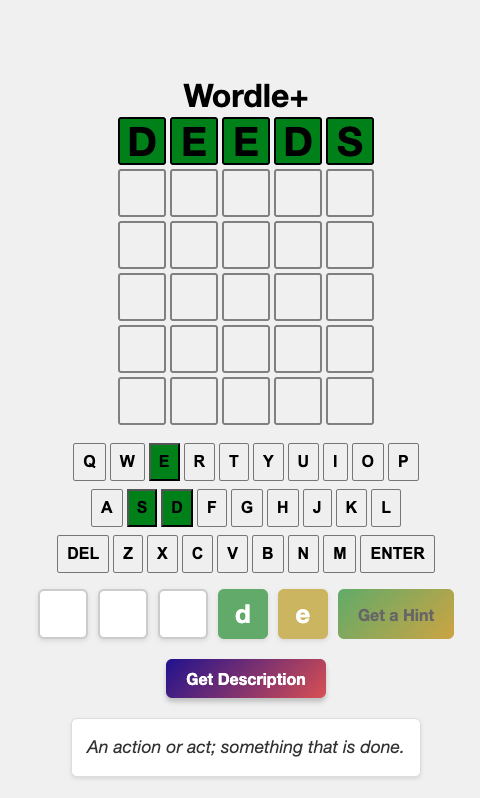 Wordle+
D E E D S
Q W E R T Y U I O P
A S D F G H J K L
DEL Z X C V B N M ENTER
d e Get a Hint
Get Description
An action or act; something that is done.